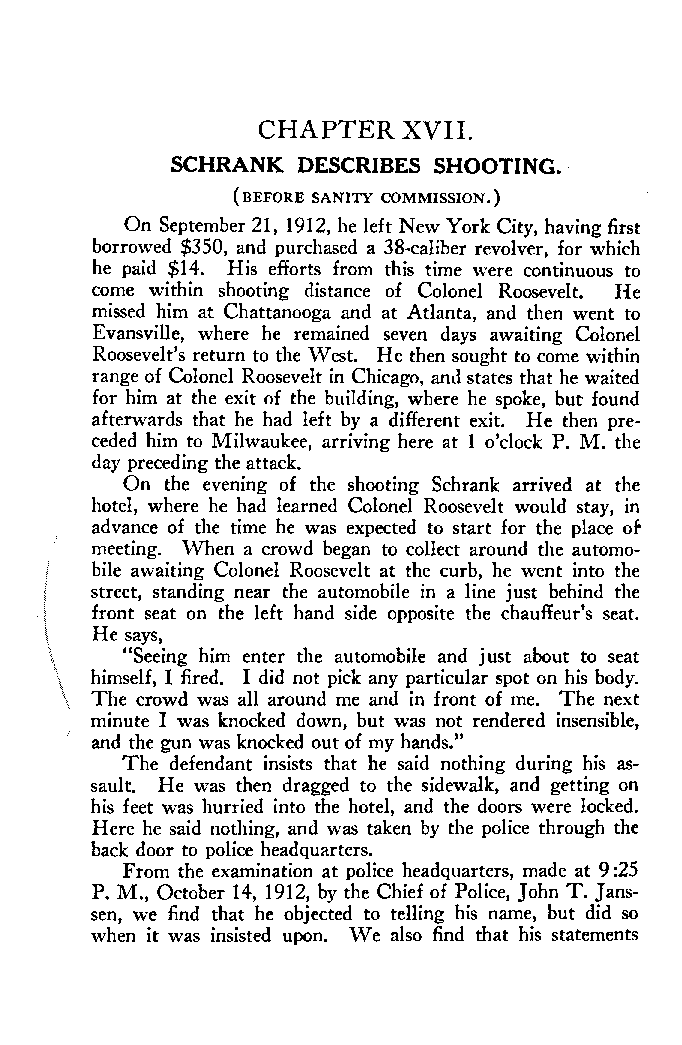 CHAPTER XVII.
SCHRANK DESCRIBES SHOOTING.
(BEFORE SANITY COMMISSION.)
On September 21, 1912, he left New York City, having first
borrowed $350, and purchased a 38-caliber revolver, for which
he paid $14. His efforts from this time were continuous to
come within shooting distance of Colonel Roosevelt. He
missed him at Chattanooga and at Atlanta, and then went to
Evansville, where he remained seven days awaiting Colonel
Roosevelt's return to the West. He then sought to come within
range of Colonel Roosevelt in Chicago, and states that he waited
for him at the exit of the building, where he spoke, but found
afterwards that he had left by a different exit. He then pre-
ceded him to Milwaukee, arriving here at 1 o'clock P. M. the
day preceding the attack.
On the evening of the shooting Schrank arrived at the
hotel, where he had learned Colonel Roosevelt would stay, in
advance of the time he was expected to start for the place of
meeting. When a crowd began to collect around the automo-
bile awaiting Colonel Roosevelt at the curb, he went into the
street, standing near the automobile in a line just behind the
front seat on the left hand side opposite the chauffeur's seat.
He says,
"Seeing him enter the automobile and just about to seat
himself, I fired. I did not pick any particular spot on his body.
The crowd was all around me and in front of me. The next
minute I was knocked down, but was not rendered insensible,
and the gun was knocked out of my hands."
The defendant insists that he said nothing during his as-
sault. He was then dragged to the sidewalk, and getting on
his feet was hurried into the hotel, and the doors were locked.
Here he said nothing, and was taken by the police through the
back door to police headquarters.
From the examination at police headquarters, made at 9:25
P. M., October 14, 1912, by the Chief of Police, John T. Jans-
sen, we find that he objected to telling his name, but did so
when it was insisted upon. We also find that his statements